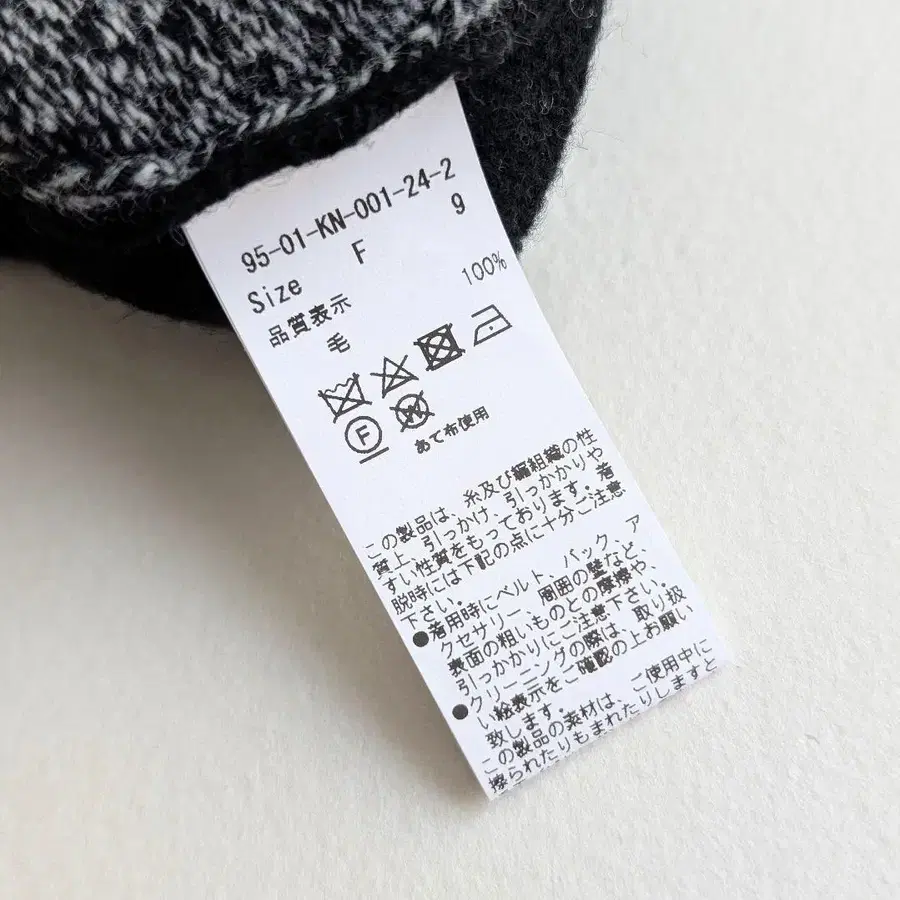 95-01-KN-001-24-2
9
Size F
品質表示
毛 100%
F
W
あて布使用
この製品は、糸及び編組織の性
質上、引っかけ、引っかかりや
すい性質をもっております。着
脱時には下記の点に十分ご注意
下さい。
●着用時にベルト、バック、ア
クセサリー、周囲の壁など、
表面の粗いものとの摩擦や、
引っかかりにご注意下さい。
●クリーニングの際は、取り扱
い絵表示をご確認の上お願い
致します。
この製品の素材は、ご使用中に
擦られたりもまれたりしますと